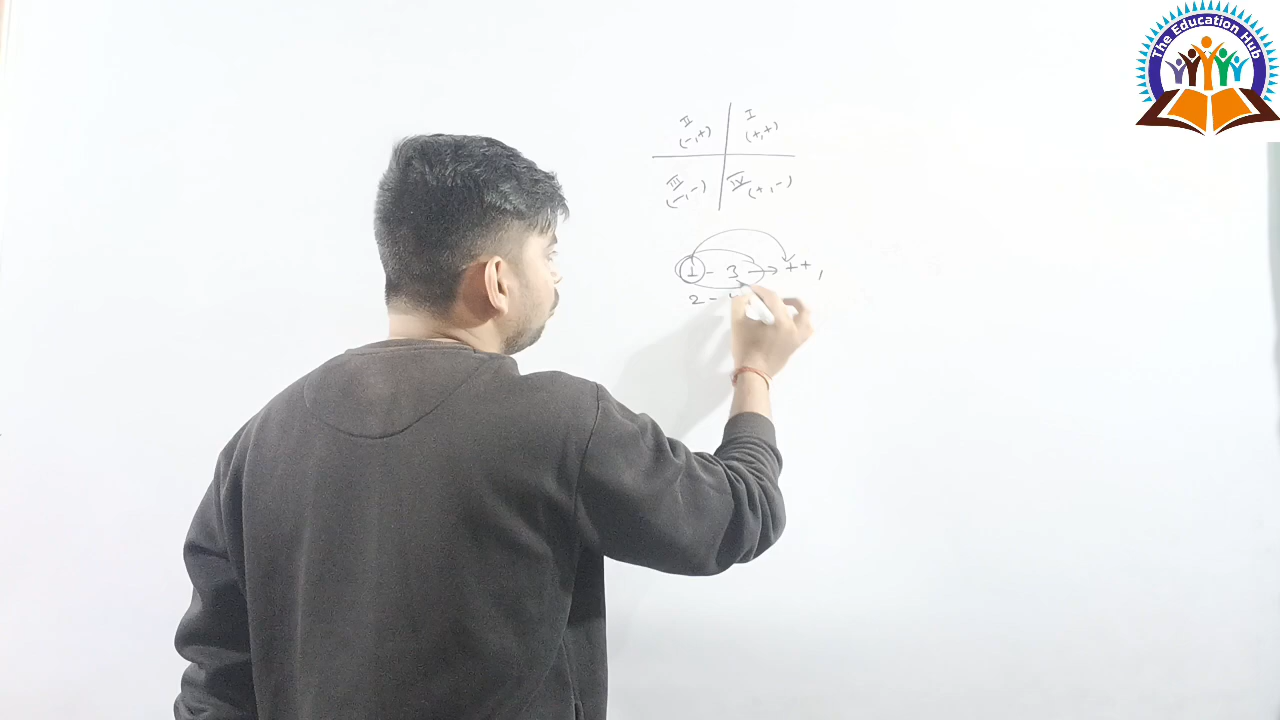 The Education Hub
II I
(-,+) (+,+)
III IV
(-,-) (+,-)
1 - 3 → ++,
2 -